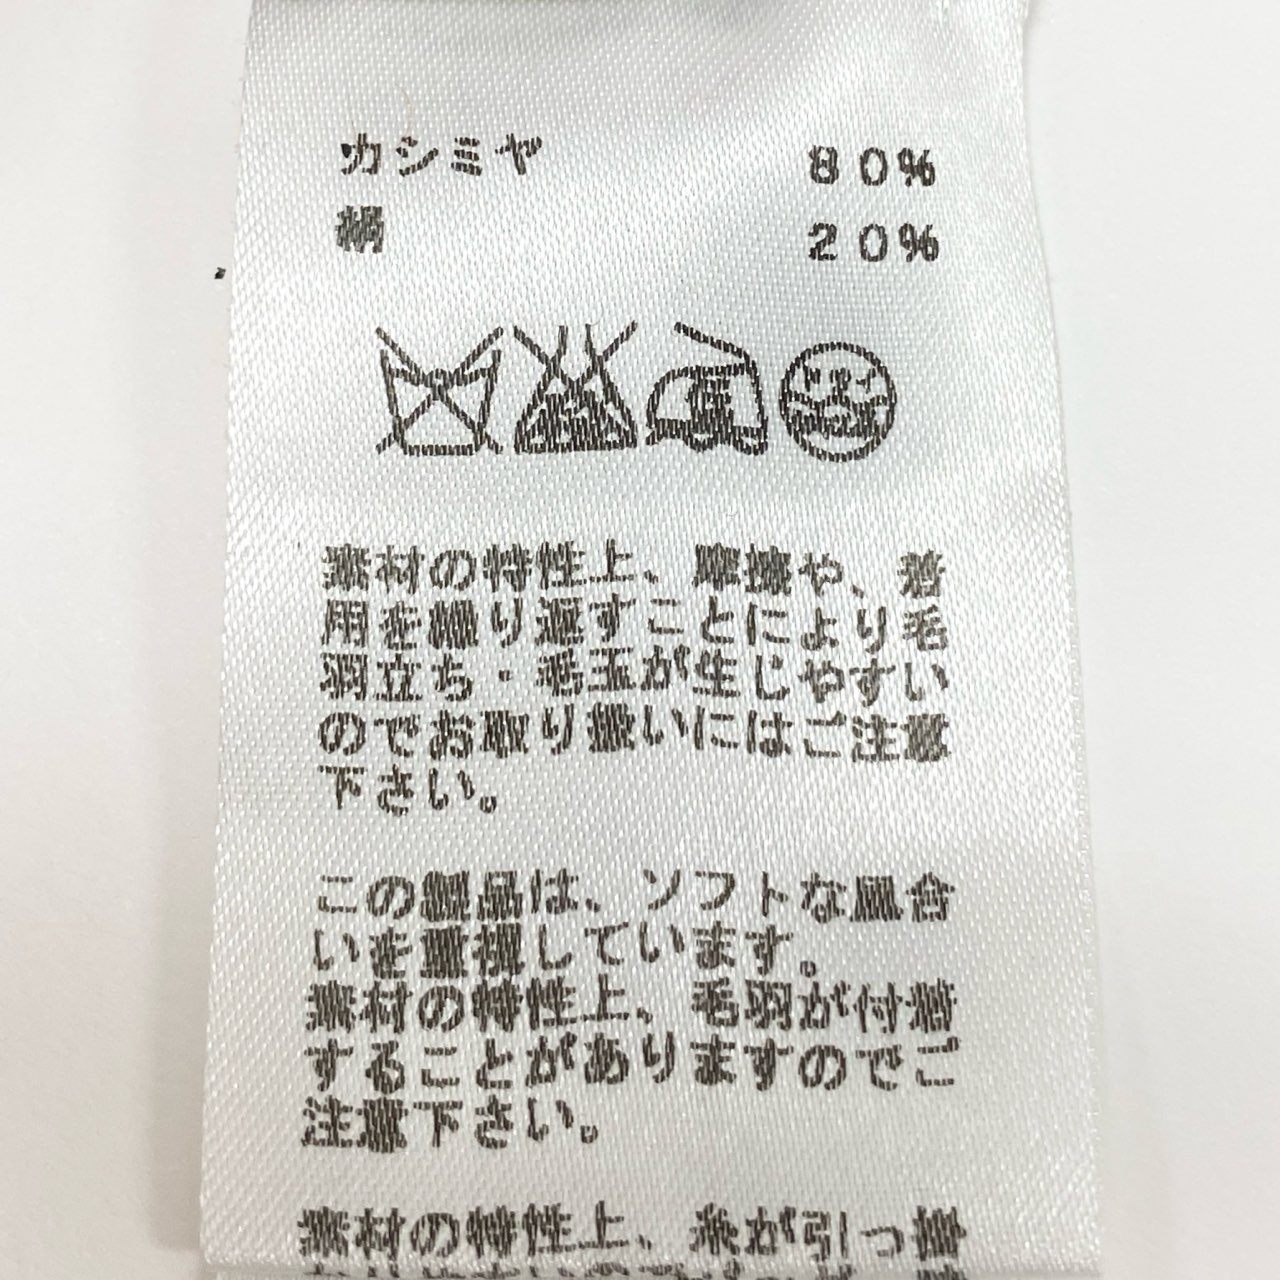 カシミヤ 80%
絹 20%
素材の特性上、摩擦や、着
用を繰り返すことにより毛
羽立ち・毛玉が生じやすい
のでお取り扱いにはご注意
下さい。
この製品は、ソフトな風合
いを重視しています。
素材の特性上、毛羽が付着
することがありますのでご
注意下さい。
素材の特性上、糸が引っ掛